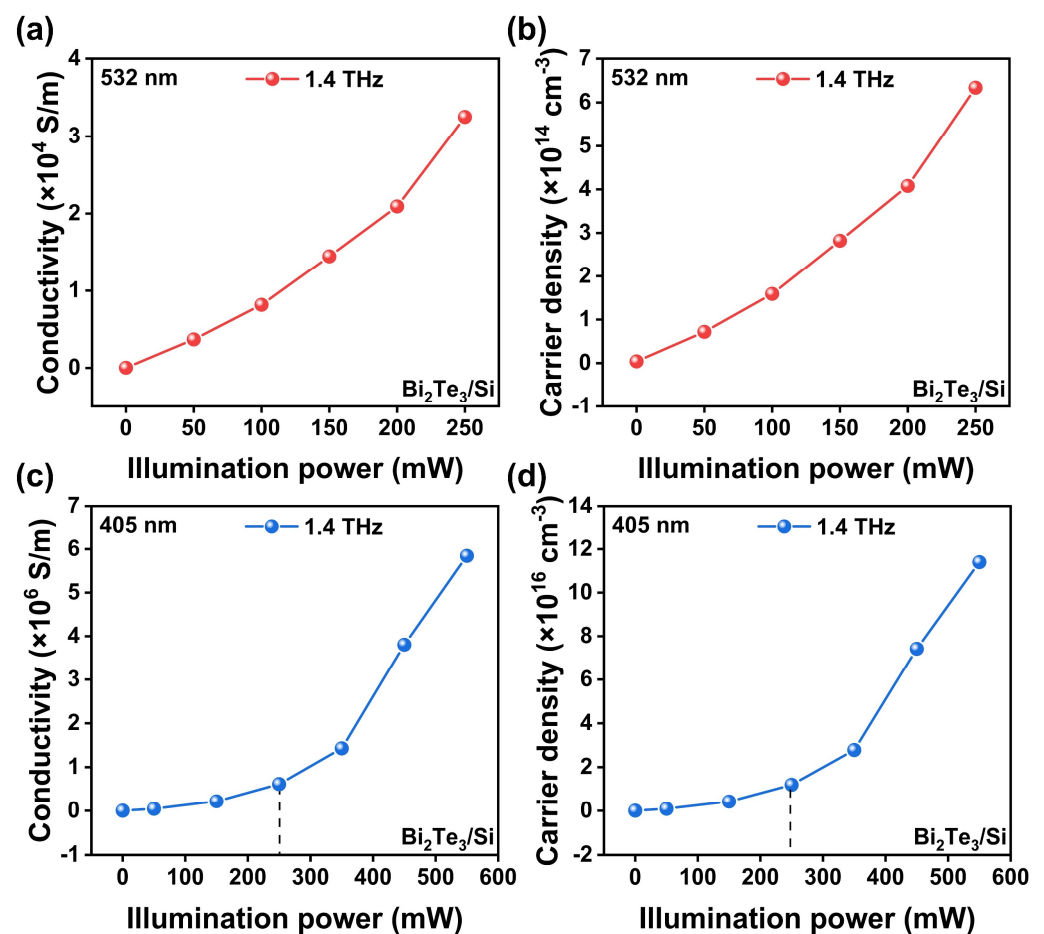 (a)
532 nm
1.4 THz
4
3
2
1
0
Conductivity (×10⁴ S/m)
Bi₂Te₃/Si
0 50 100 150 200 250
Illumination power (mW)
(b)
532 nm
1.4 THz
7
6
5
4
3
2
1
0
-1
Carrier density (×10¹⁴ cm⁻³)
Bi₂Te₃/Si
0 50 100 150 200 250
Illumination power (mW)
(c)
405 nm
1.4 THz
7
6
5
4
3
2
1
0
-1
Conductivity (×10⁶ S/m)
Bi₂Te₃/Si
0 100 200 300 400 500 600
Illumination power (mW)
(d)
405 nm
1.4 THz
14
12
10
8
6
4
2
0
-2
Carrier density (×10¹⁶ cm⁻³)
Bi₂Te₃/Si
0 100 200 300 400 500 600
Illumination power (mW)